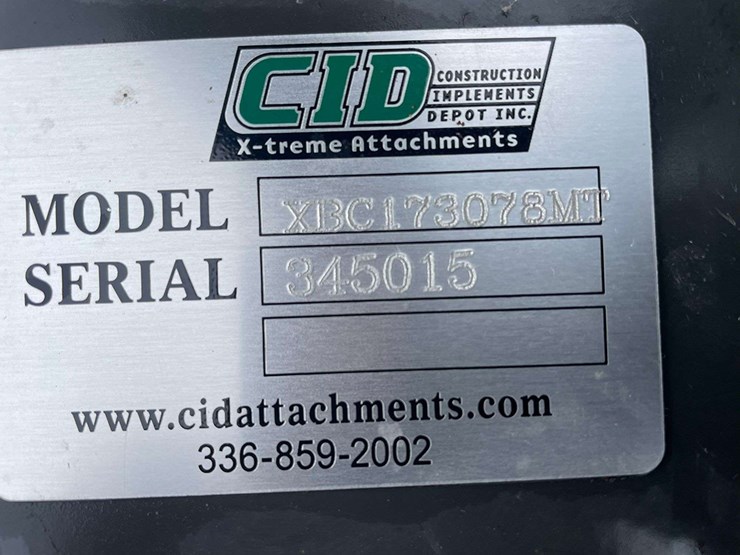 CID
CONSTRUCTION
IMPLEMENTS
DEPOT INC.
X-treme Attachments
MODEL XBC173078MT
SERIAL 345015
www.cidattachments.com
336-859-2002